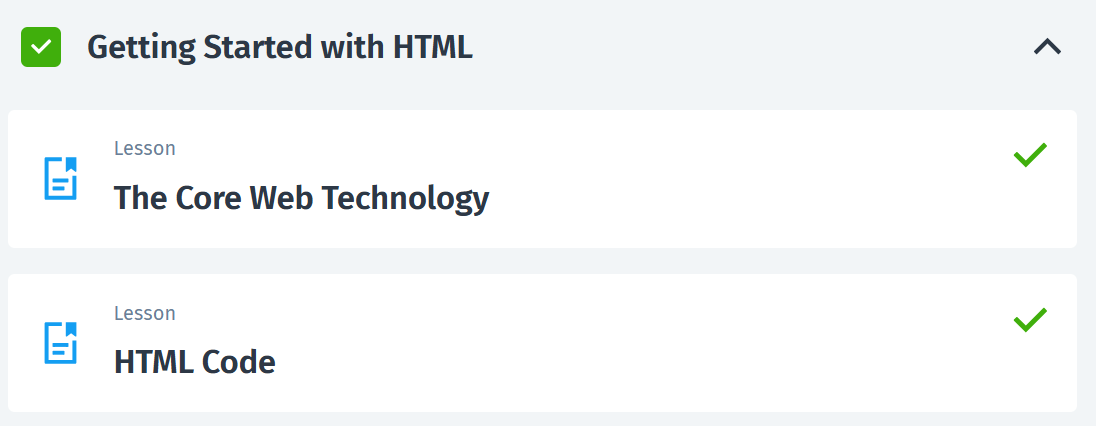 Getting Started with HTML
Lesson
The Core Web Technology
Lesson
HTML Code